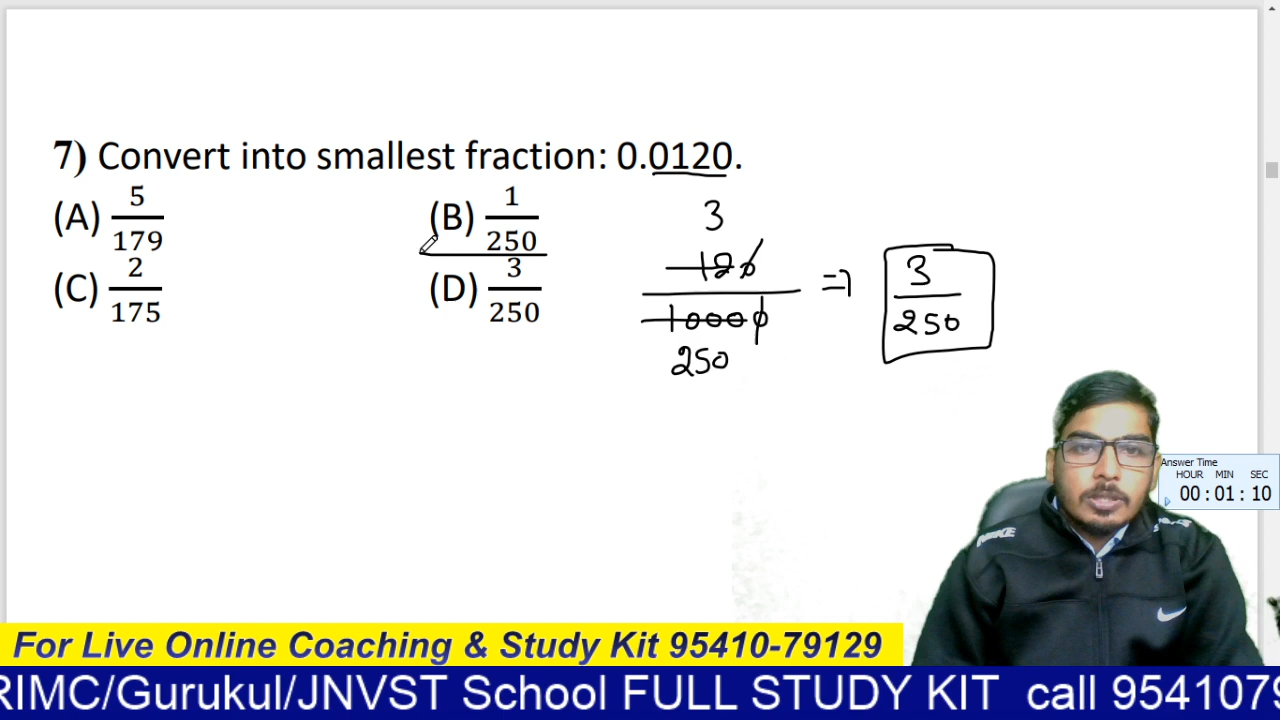 7) Convert into smallest fraction: 0.0120.
(A) 5/179 (B) 1/250
(C) 2/175 (D) 3/250
3
120
10000
250
⇒ 3/250
NIKE
Answer Time
HOUR MIN SEC
00 : 01 : 10
For Live Online Coaching & Study Kit 95410-79129
RIMC/Gurukul/JNVST School FULL STUDY KIT call 9541079